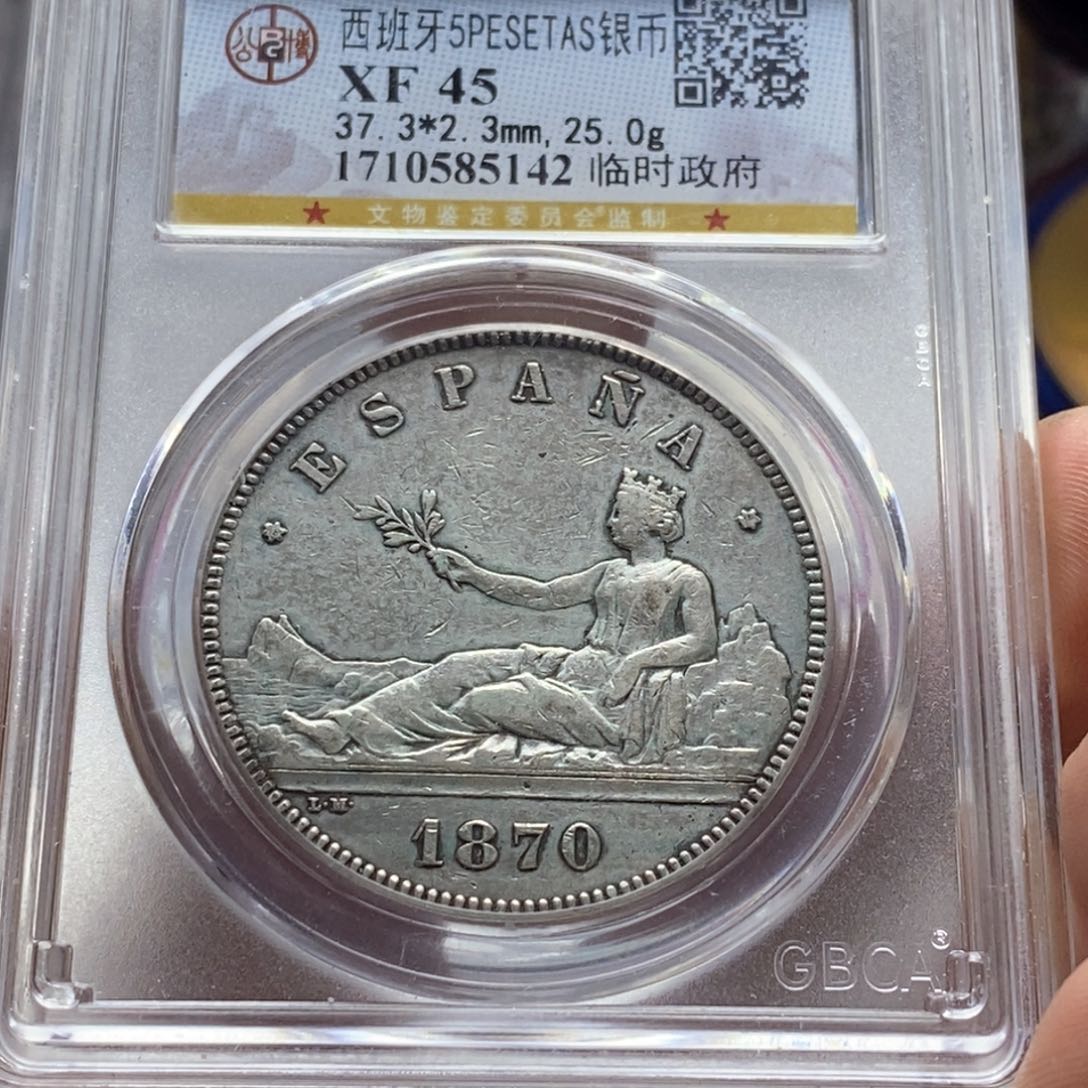 公 博
西班牙5PESETAS银币
XF 45
37.3*2.3mm, 25.0g
1710585142 临时政府
★ 文物鉴定委员会监制 ★
ESPAÑA
L·M·
1870
GBCA®